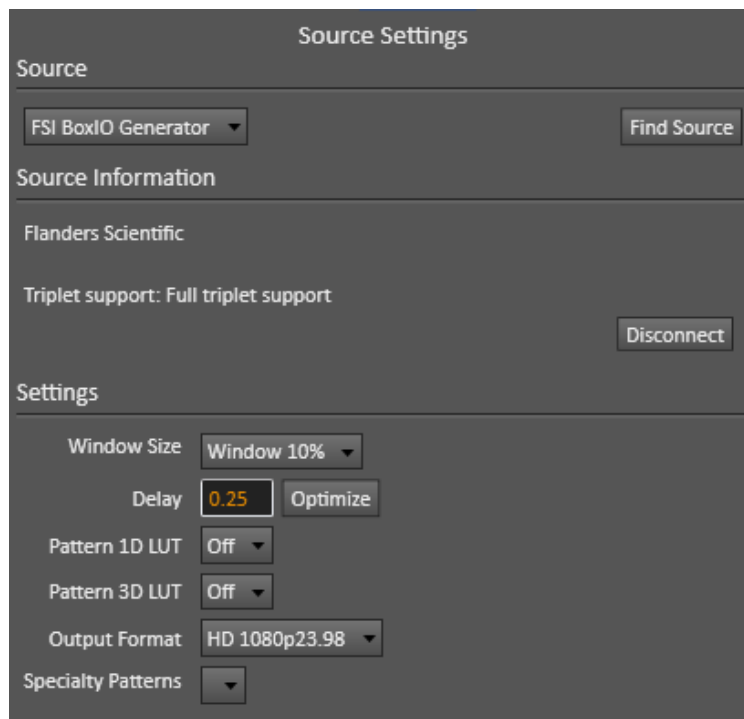 Source Settings
Source
FSI BoxIO Generator
Find Source
Source Information
Flanders Scientific
Triplet support: Full triplet support
Disconnect
Settings
Window Size Window 10%
Delay 0.25 Optimize
Pattern 1D LUT Off
Pattern 3D LUT Off
Output Format HD 1080p23.98
Specialty Patterns